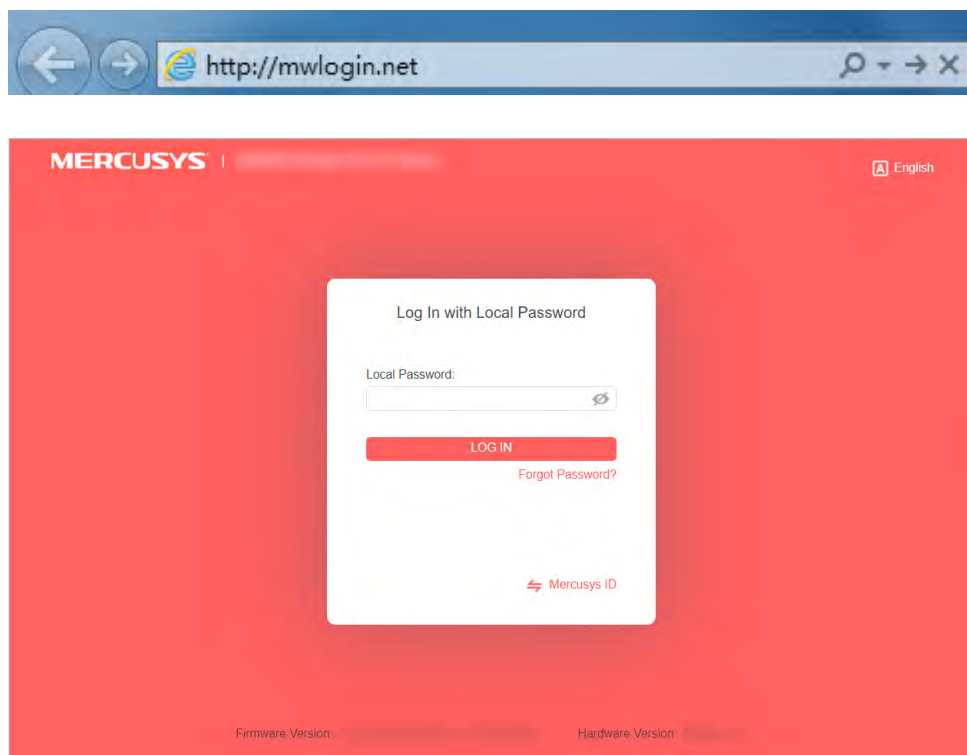 http://mwlogin.net
MERCUSYS |
English
Log In with Local Password
Local Password:
LOG IN
Forgot Password?
Mercusys ID
Firmware Version:
Hardware Version: